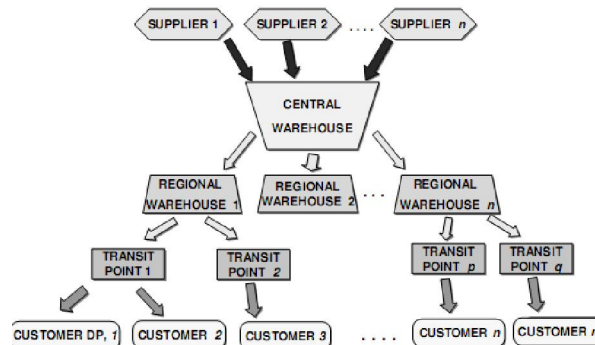 SUPPLIER 1
SUPPLIER 2
....
SUPPLIER n
CENTRAL
WAREHOUSE
REGIONAL
WAREHOUSE 1
REGIONAL
WAREHOUSE 2
...
REGIONAL
WAREHOUSE n
TRANSIT
POINT 1
TRANSIT
POINT 2
TRANSIT
POINT p
TRANSIT
POINT q
CUSTOMER DP, 1
CUSTOMER 2
CUSTOMER 3
....
CUSTOMER n
CUSTOMER